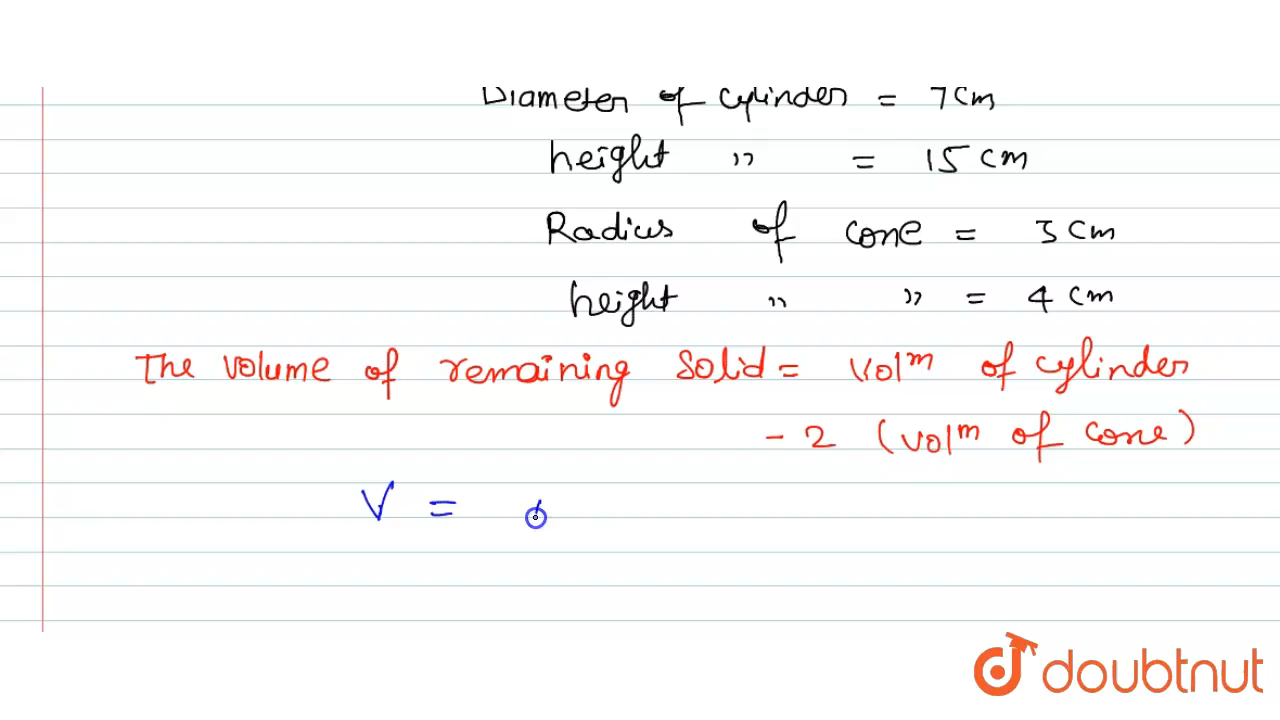 Diameter of cylinder = 7 cm
height " = 15 cm
Radius of cone = 3 cm
height " " = 4 cm
The volume of remaining solid = volm of cylinder
- 2 (volm of cone)
V =
doubtnut